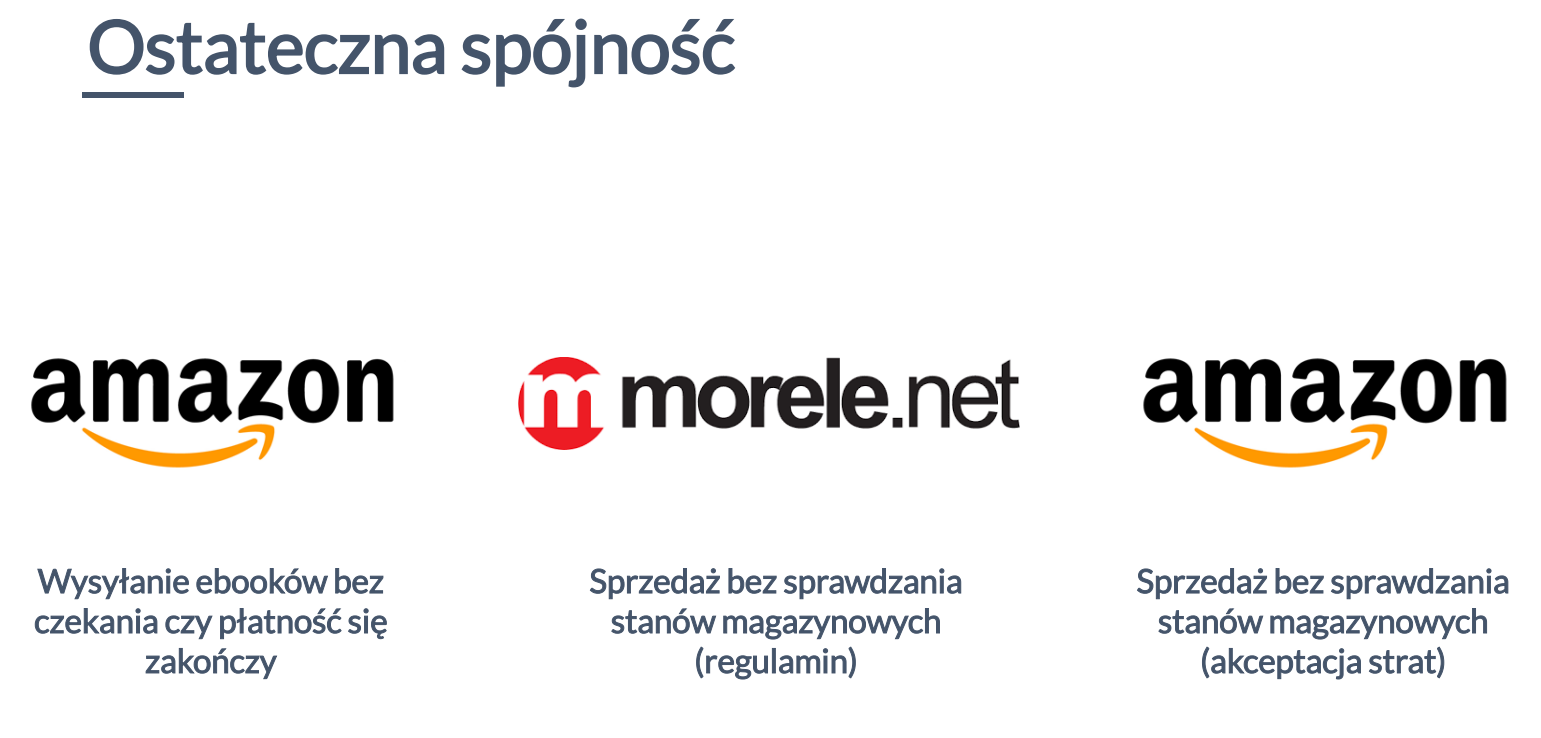 Ostateczna spójność
amazon
m morele.net
amazon
Wysyłanie ebooków bez
czekania czy płatność się
zakończy
Sprzedaż bez sprawdzania
stanów magazynowych
(regulamin)
Sprzedaż bez sprawdzania
stanów magazynowych
(akceptacja strat)